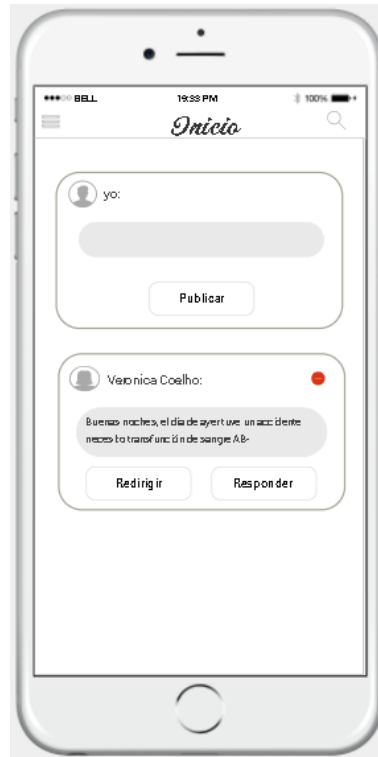 BELL 19:33 PM 100%
Inicio
yo:
Publicar
Veronica Coelho:
Buenas noches, el dia de ayer tuve un accidente
necesito transfunción de sangre AB-
Redirigir Responder